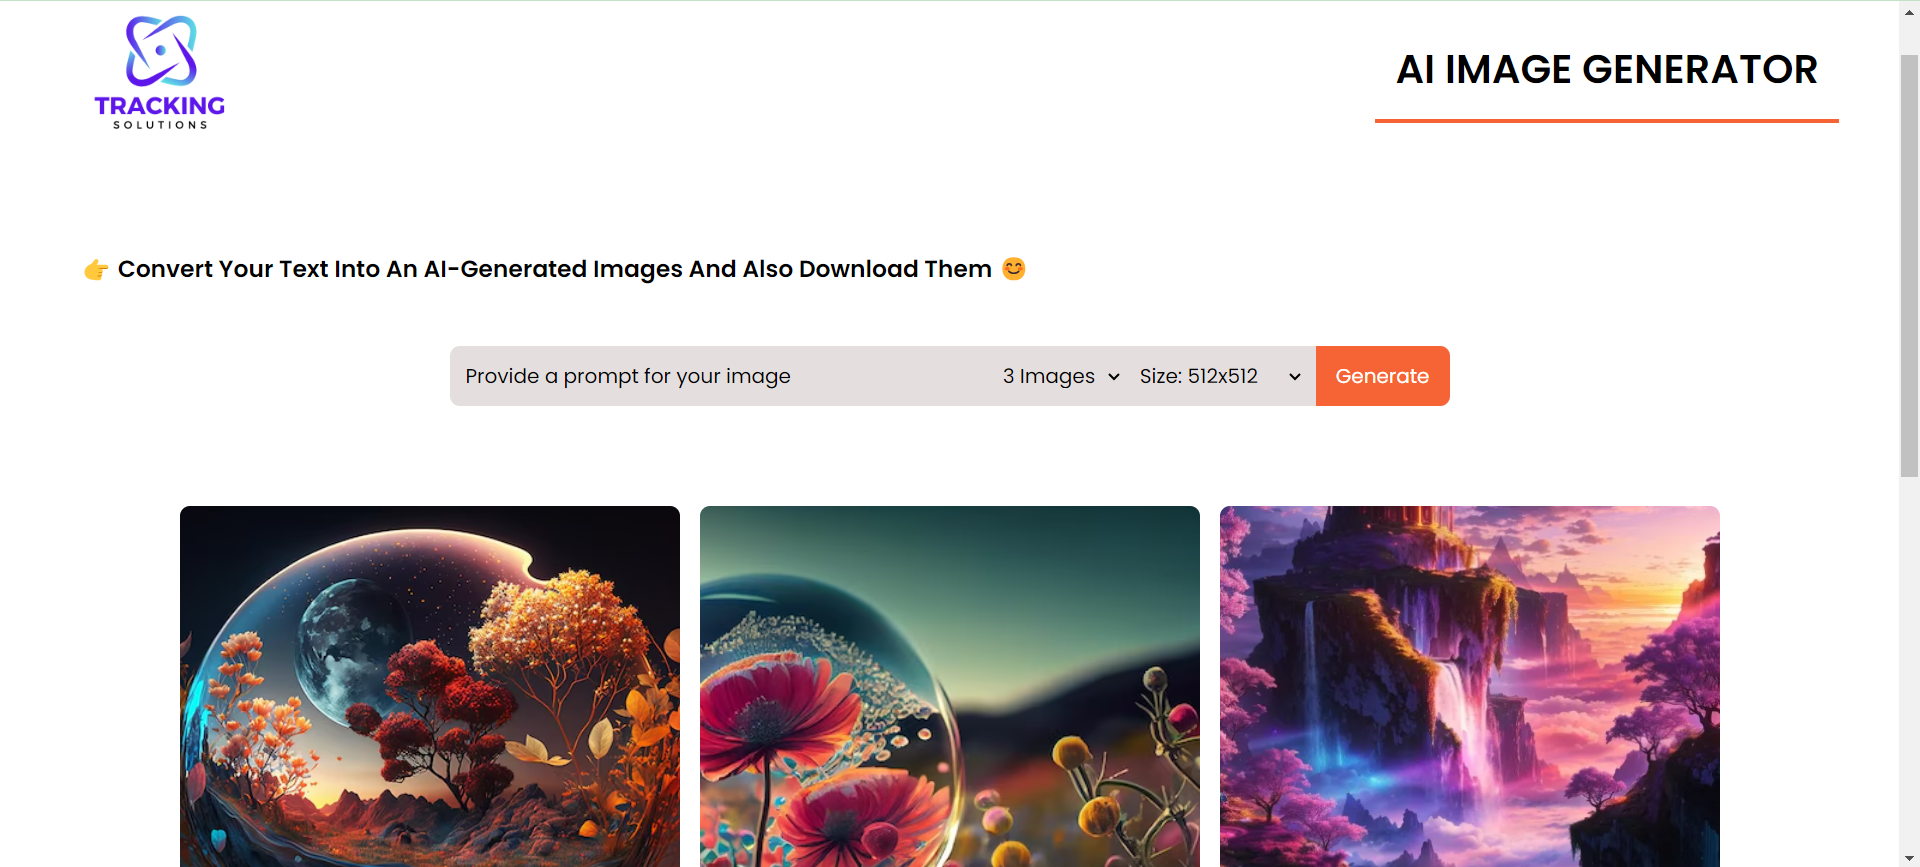 TRACKING
SOLUTIONS
AI IMAGE GENERATOR
👉 Convert Your Text Into An AI-Generated Images And Also Download Them 😊
Provide a prompt for your image
3 Images
Size: 512x512
Generate